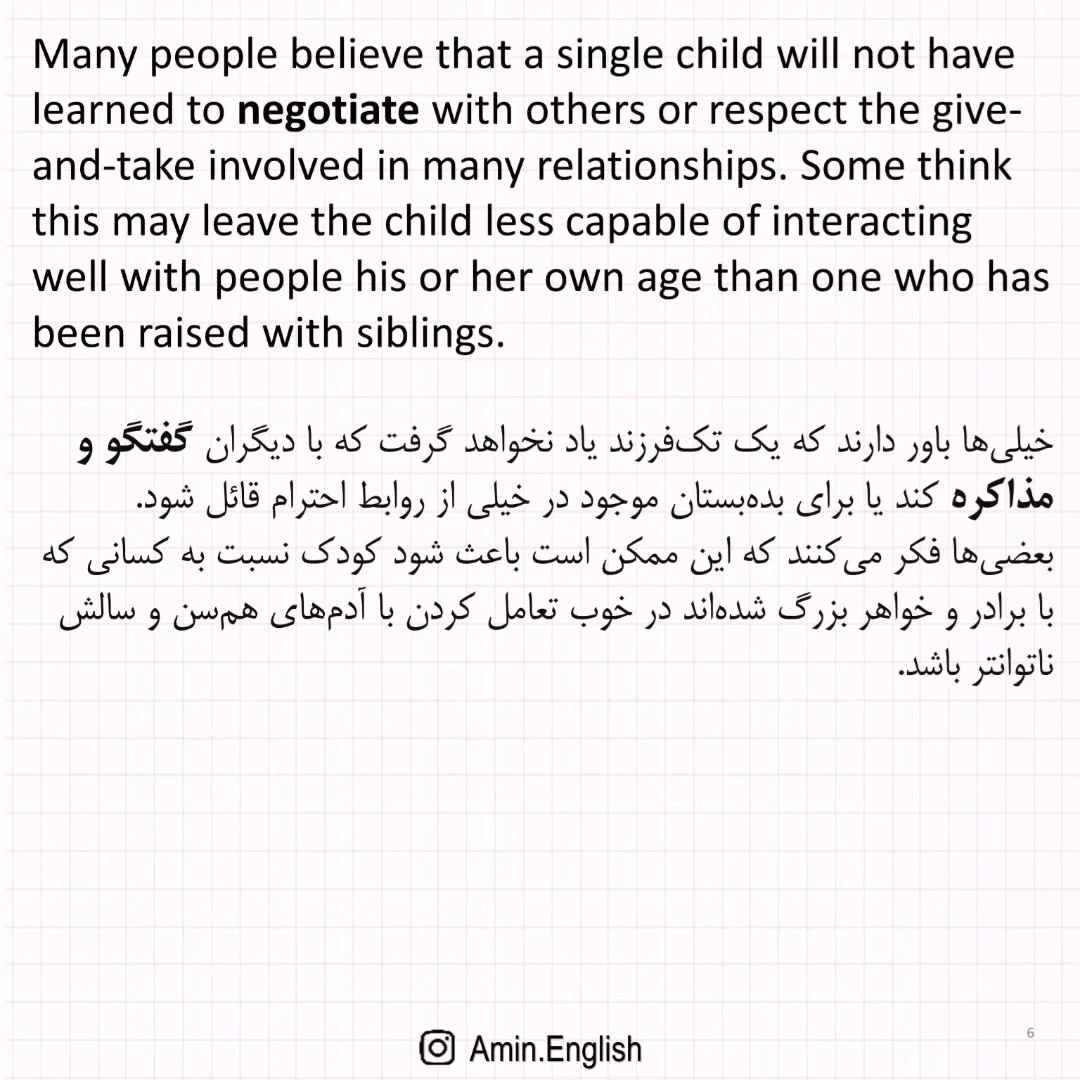 Many people believe that a single child will not have
learned to negotiate with others or respect the give-
and-take involved in many relationships. Some think
this may leave the child less capable of interacting
well with people his or her own age than one who has
been raised with siblings.
خیلی‌ها باور دارند که یک تک‌فرزند یاد نخواهد گرفت که با دیگران گفتگو و
مذاکره کند یا برای بده‌بستان موجود در خیلی از روابط احترام قائل شود.
بعضی‌ها فکر می‌کنند که این ممکن است باعث شود کودک نسبت به کسانی که
با برادر و خواهر بزرگ شده‌اند در خوب تعامل کردن با آدم‌های هم‌سن و سالش
ناتوانتر باشد.
6
Amin.English